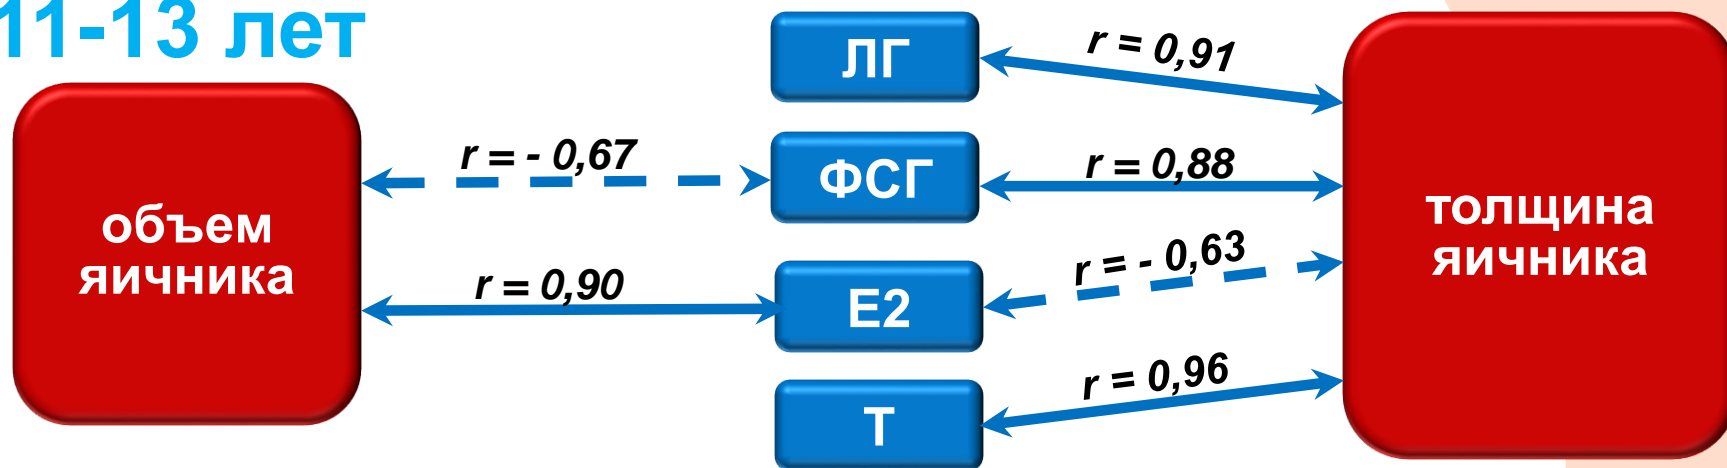 11-13 лет
ЛГ
r = 0,91
r = - 0,67
ФСГ
r = 0,88
объем
яичника
толщина
яичника
r = - 0,63
r = 0,90
Е2
r = 0,96
Т